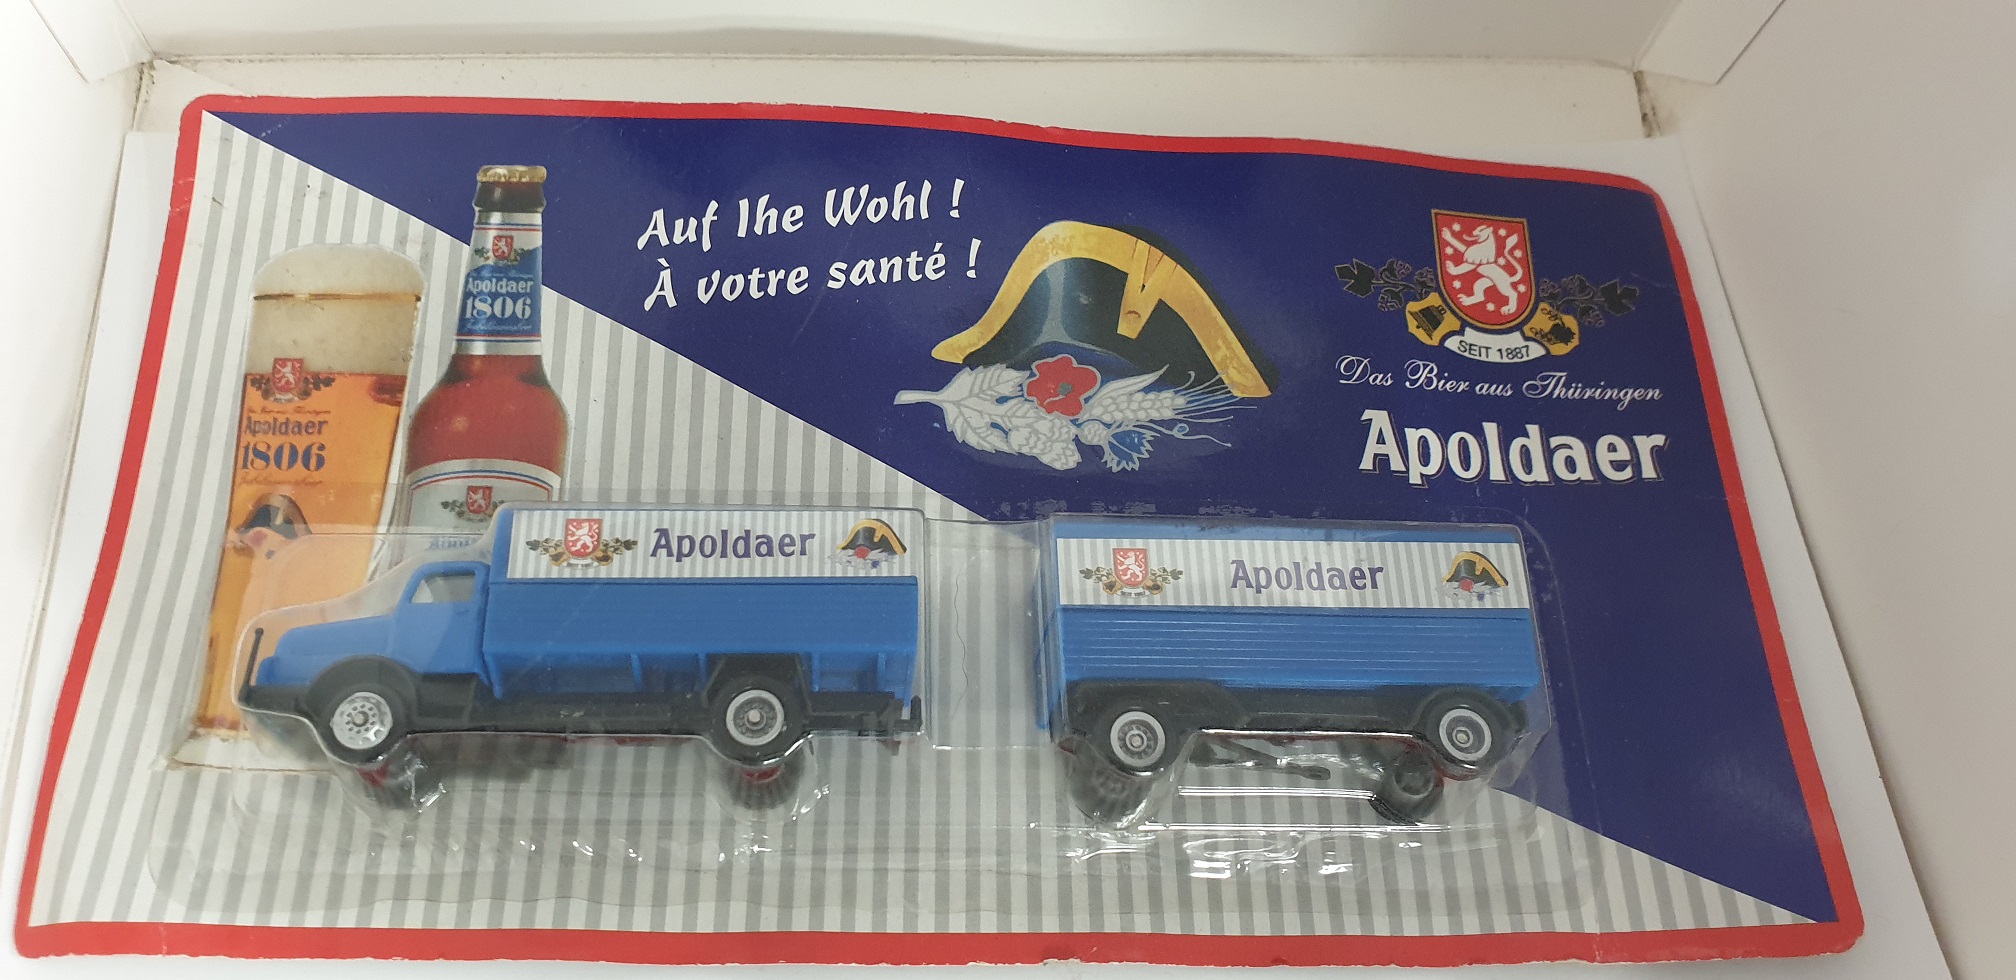 Auf Ihe Wohl !
À votre santé !
SEIT 1887
Das Bier aus Thüringen
Apoldaer
Apoldaer
1806
Apoldaer
1806
Apoldaer
Apoldaer